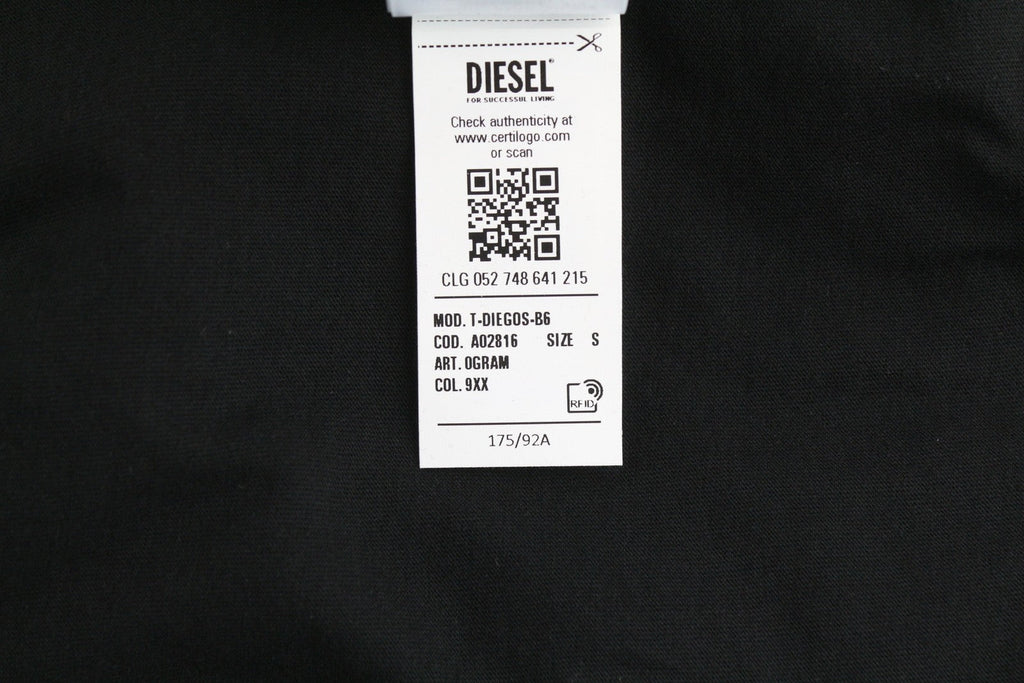 DIESEL®
FOR SUCCESSFUL LIVING
Check authenticity at
www.certilogo.com
or scan
CLG 052 748 641 215
MOD. T-DIEGOS-B6
COD. A02816 SIZE S
ART. 0GRAM
COL. 9XX
RFID
175/92A